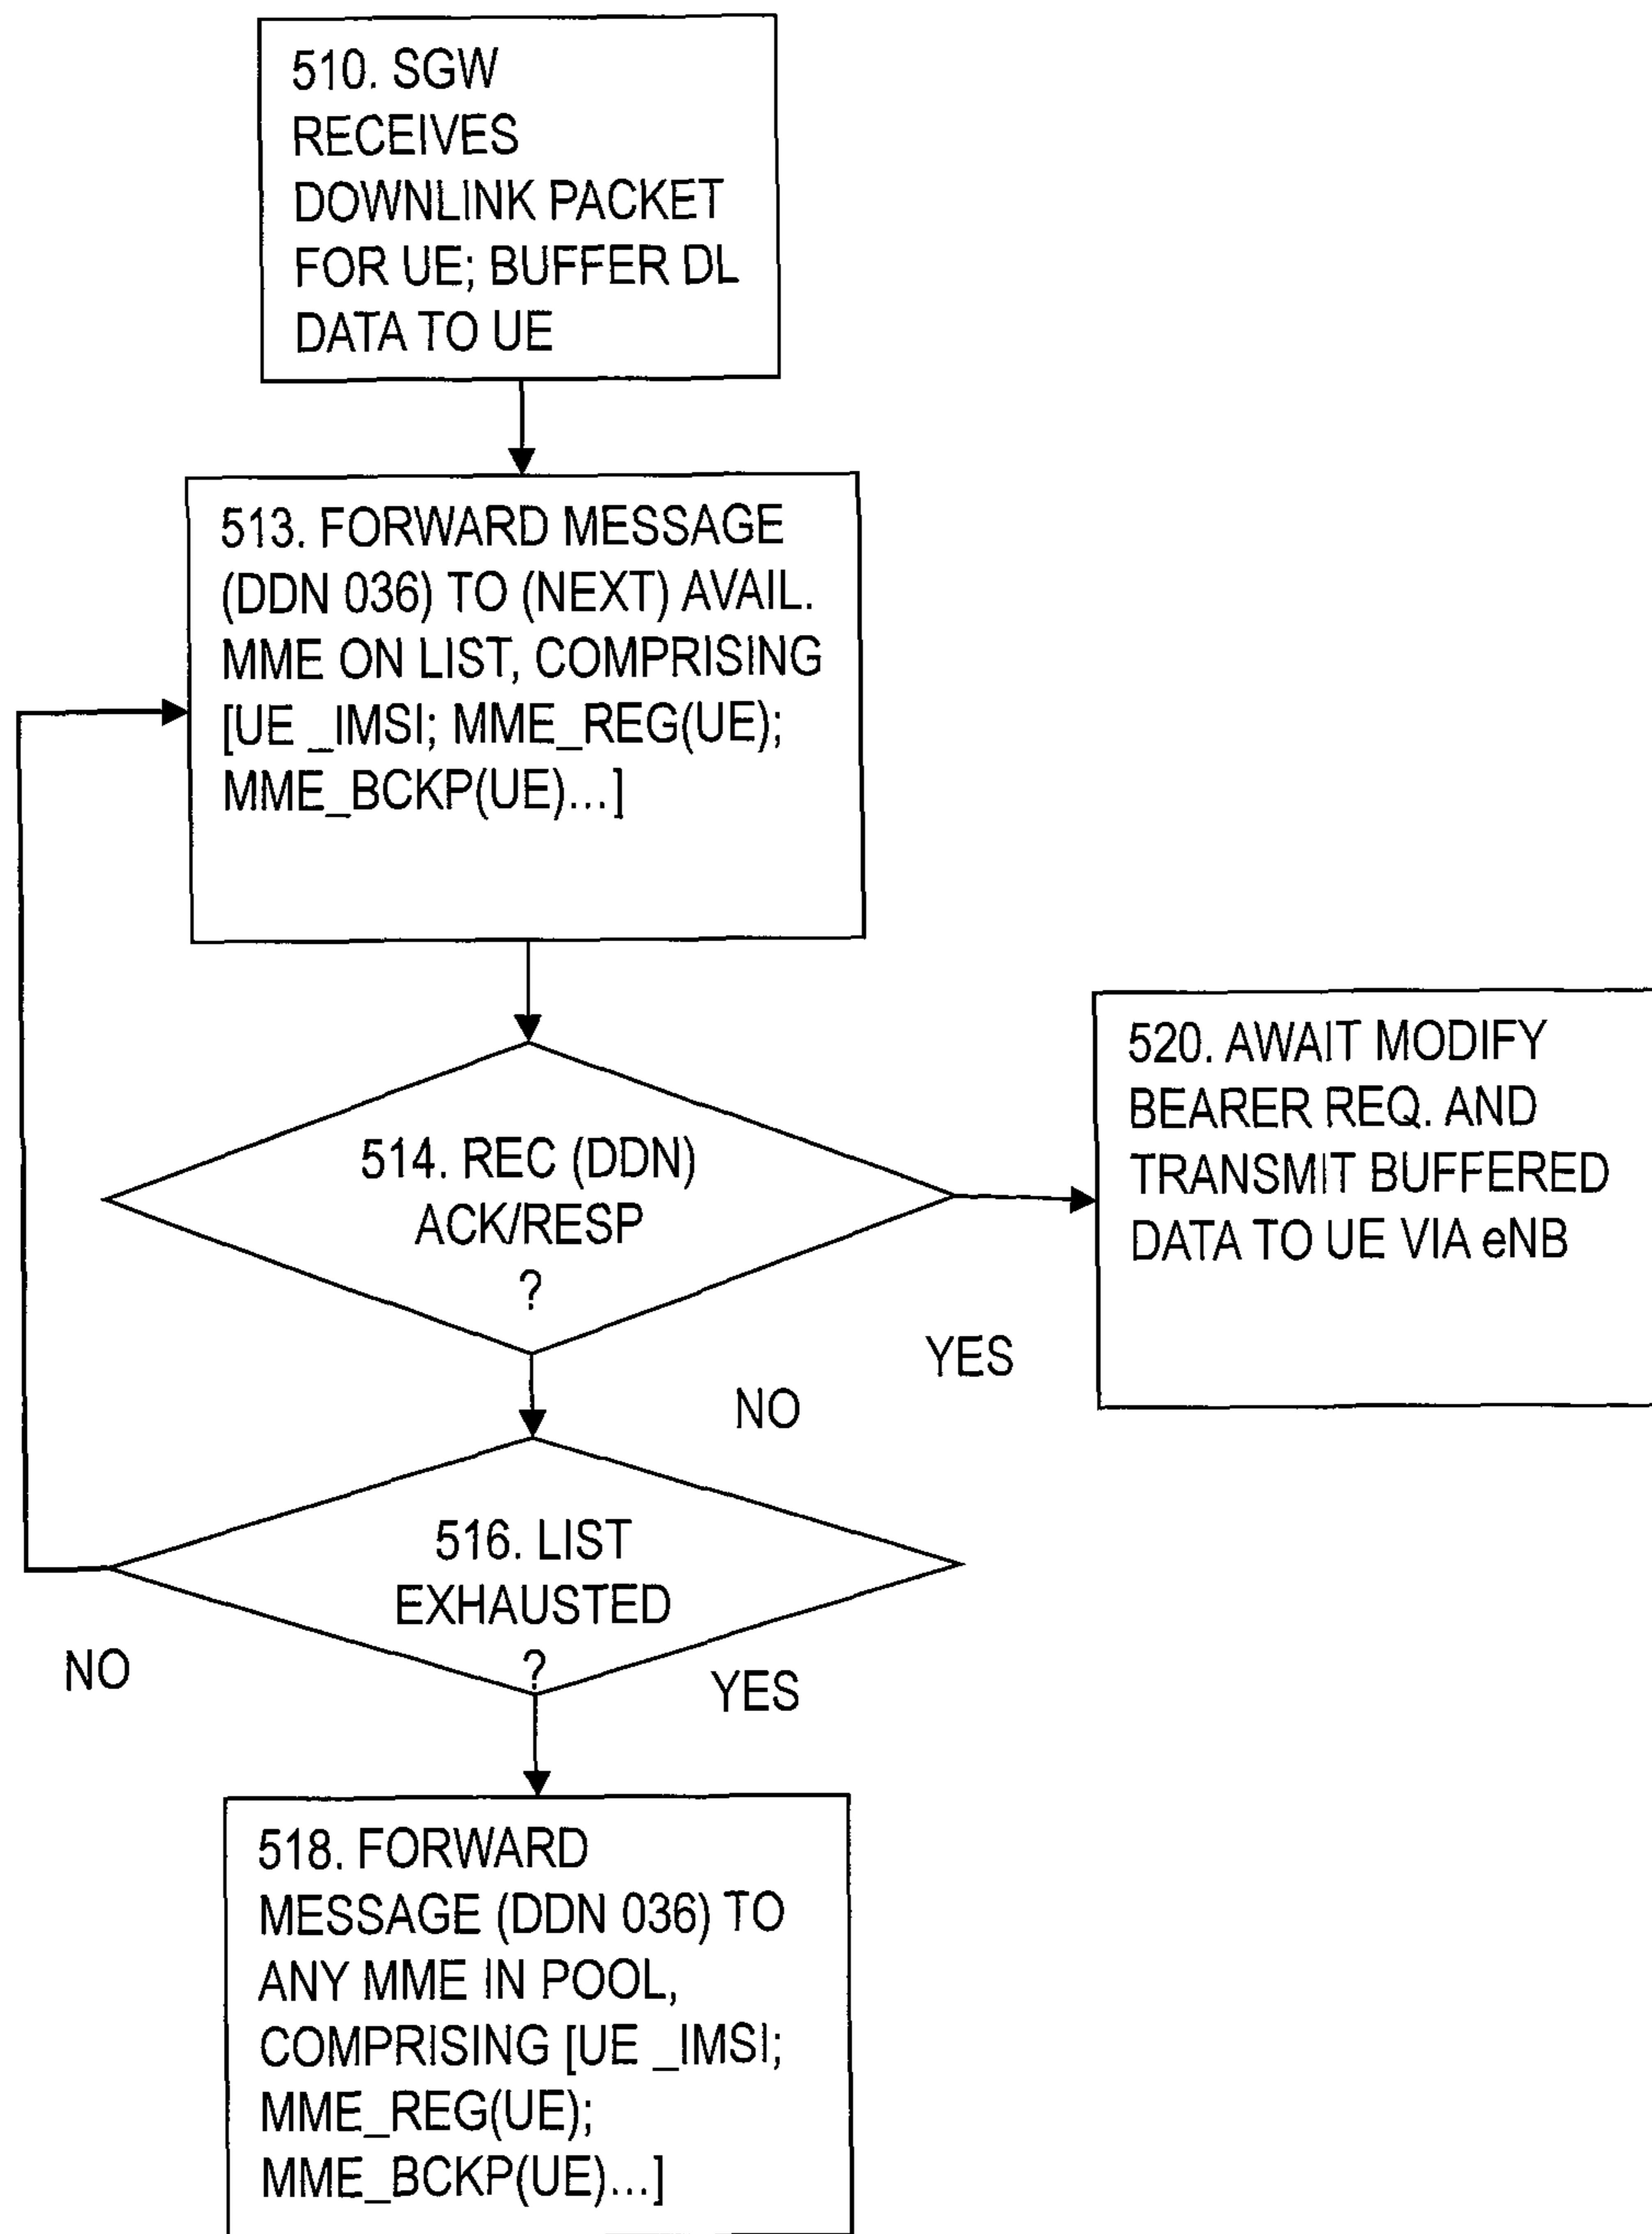 510. SGW
RECEIVES
DOWNLINK PACKET
FOR UE; BUFFER DL
DATA TO UE
513. FORWARD MESSAGE
(DDN 036) TO (NEXT) AVAIL.
MME ON LIST, COMPRISING
[UE _IMSI; MME_REG(UE);
MME_BCKP(UE)...]
514. REC (DDN)
ACK/RESP
?
YES
NO
520. AWAIT MODIFY
BEARER REQ. AND
TRANSMIT BUFFERED
DATA TO UE VIA eNB
516. LIST
EXHAUSTED
?
NO
YES
518. FORWARD
MESSAGE (DDN 036) TO
ANY MME IN POOL,
COMPRISING [UE _IMSI;
MME_REG(UE);
MME_BCKP(UE)...]